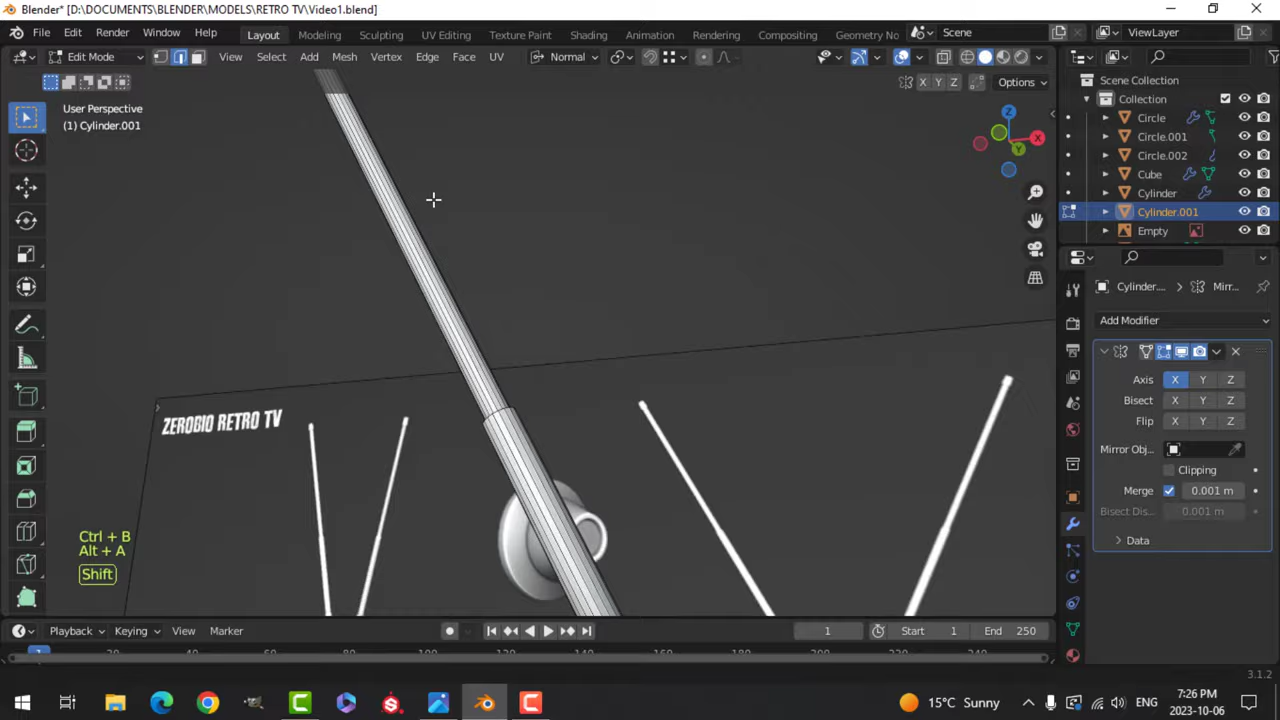 Blender* [D:\DOCUMENTS\BLENDER\MODELS\RETRO TV\Video1.blend]
File Edit Render Window Help Layout Modeling Sculpting UV Editing Texture Paint Shading Animation Rendering Compositing Geometry No Scene ViewLayer
Edit Mode View Select Add Mesh Vertex Edge Face UV Normal
X Y Z Options
User Perspective
(1) Cylinder.001
Z X Y
ZEROBIO RETRO TV
Ctrl + B
Alt + A
Shift
Scene Collection
Collection
Circle
Circle.001
Circle.002
Cube
Cylinder
Cylinder.001
Empty
Cylinder.... Mirr...
Add Modifier
Axis X Y Z
Bisect X Y Z
Flip X Y Z
Mirror Obj...
Clipping
Merge 0.001 m
Bisect Dis... 0.001 m
Data
Playback Keying View Marker 1 Start 1 End 250
3.1.2
15°C Sunny ENG 7:26 PM
2023-10-06